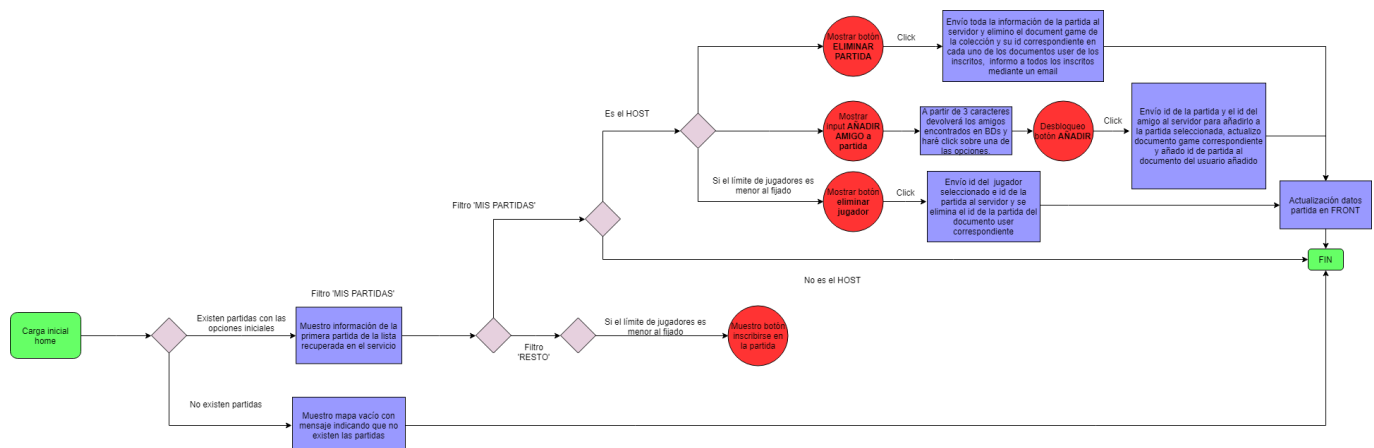 Mostrar botón
ELIMINAR
PARTIDA
Click
Envío toda la información de la partida al
servidor y elimino el document game de
la colección y su id correspondiente en
cada uno de los documentos user de los
inscritos, informo a todos los inscritos
mediante un email
Es el HOST
Mostrar
input AÑADIR
AMIGO a
partida
A partir de 3 caracteres
devolverá los amigos
encontrados en BDs y
haré click sobre una de
las opciones.
Desbloqueo
botón AÑADIR
Click
Envío id de la partida y el id del
amigo al servidor para añadirlo a
la partida seleccionada, actualizo
documento game correspondiente
y añado id de partida al
documento del usuario añadido
Si el límite de jugadores es
menor al fijado
Mostrar botón
eliminar
jugador
Click
Envío id del jugador
seleccionado e id de la
partida al servidor y se
elimina el id de la partida del
documento user
correspondiente
Actualización datos
partida en FRONT
Filtro 'MIS PARTIDAS'
FIN
No es el HOST
Filtro 'MIS PARTIDAS'
Carga inicial
home
Existen partidas con las
opciones iniciales
Muestro información de la
primera partida de la lista
recuperada en el servicio
Filtro
'RESTO'
Si el límite de jugadores es
menor al fijado
Muestro botón
inscribirse en
la partida
No existen partidas
Muestro mapa vacío con
mensaje indicando que no
existen las partidas